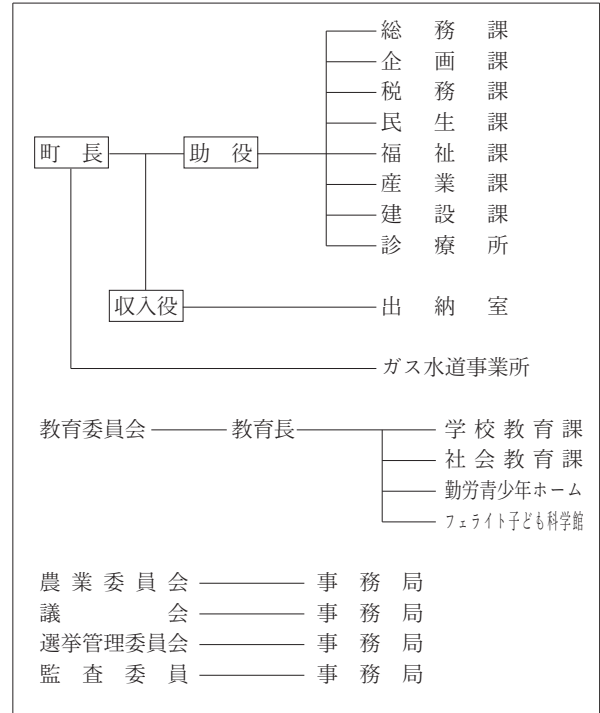 総務課
企画課
税務課
民生課
町長 助役 福祉課
産業課
建設課
診療所
収入役 出納室
ガス水道事業所
教育委員会 教育長 学校教育課
社会教育課
勤労青少年ホーム
フェライト子ども科学館
農業委員会 事務局
議会 事務局
選挙管理委員会 事務局
監査委員 事務局